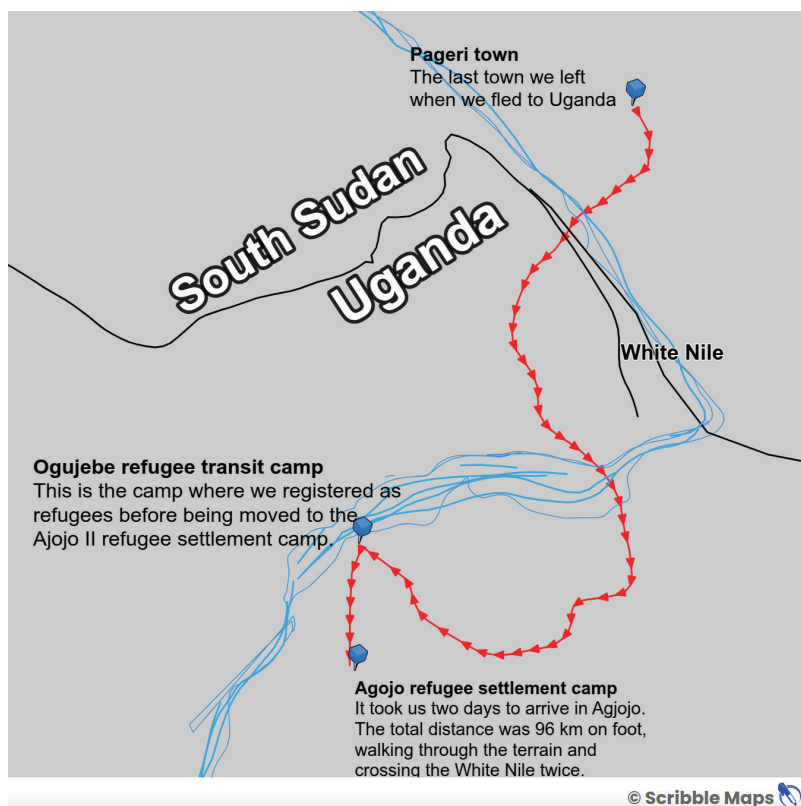 Pageri town
The last town we left
when we fled to Uganda
South Sudan
Uganda
White Nile
Ogujebe refugee transit camp
This is the camp where we registered as
refugees before being moved to the
Ajojo II refugee settlement camp.
Agojo refugee settlement camp
It took us two days to arrive in Agjojo.
The total distance was 96 km on foot,
walking through the terrain and
crossing the White Nile twice.
© Scribble Maps